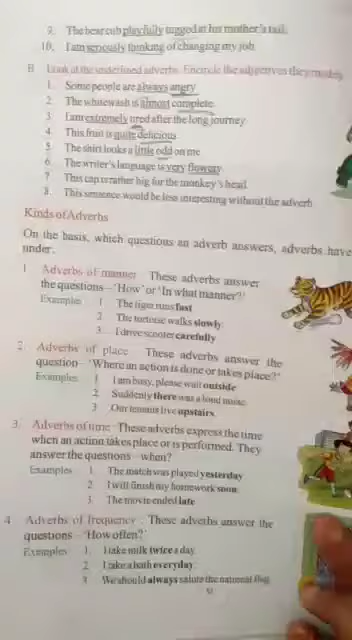 9. The bear cub playfully tugged at his mother's tail.
10. I am seriously thinking of changing my job.
B. Look at the underlined adverbs. Encircle the adjectives they modify.
1. Some people are always angry.
2. The whitewash is almost complete.
3. I am extremely tired after the long journey.
4. This fruit is quite delicious.
5. The shirt looks a little odd on me.
6. The writer's language is very flowery.
7. This cap is rather big for the monkey's head.
8. This sentence would be less interesting without the adverb.
Kinds of Adverbs
On the basis, which questions an adverb answers, adverbs have
under.
1. Adverbs of manner : These adverbs answer
the questions – 'How' or 'In what manner?'
Examples : 1. The tiger runs fast.
2. The tortoise walks slowly.
3. I drive scooter carefully.
2. Adverbs of place : These adverbs answer the
question – 'Where an action is done or takes place?'
Examples : 1. I am busy, please wait outside.
2. Suddenly there was a loud noise.
3. Our tenants live upstairs.
3. Adverbs of time - These adverbs express the time
when an action takes place or is performed. They
answer the questions – when?
Examples : 1. The match was played yesterday.
2. I will finish my homework soon.
3. The movie ended late.
4. Adverbs of frequency : These adverbs answer the
questions – 'How often?'
Examples : 1. I take milk twice a day.
2. I take a bath everyday.
3. We should always salute the national flag.